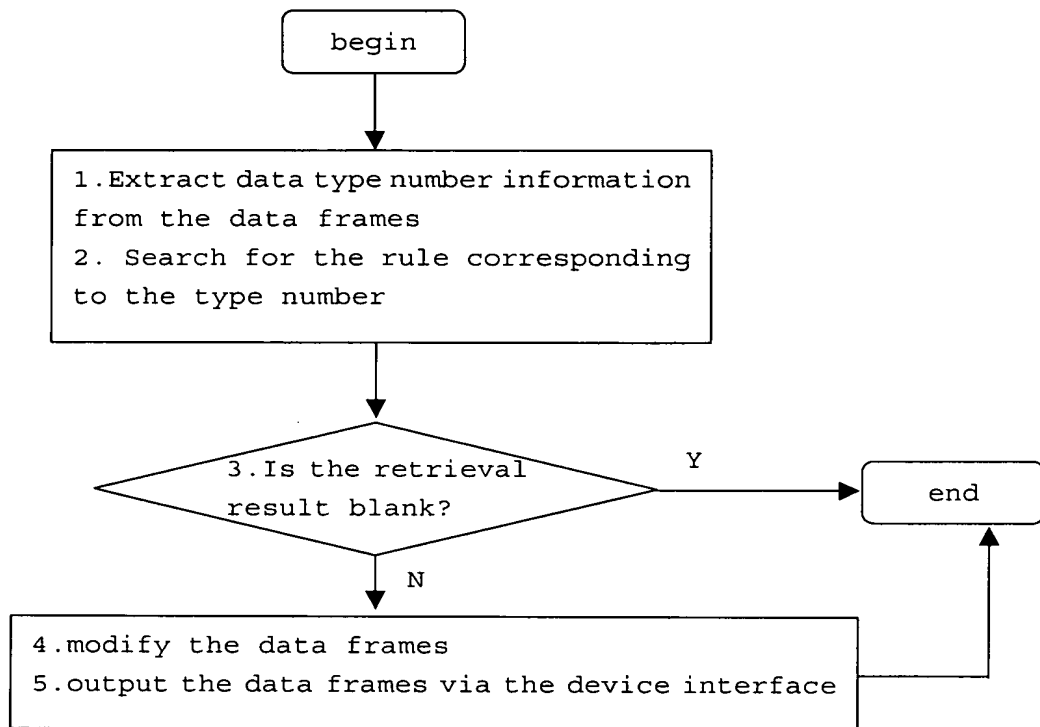 begin
1.Extract data type number information
from the data frames
2. Search for the rule corresponding
to the type number
3.Is the retrieval
result blank?
Y
end
N
4.modify the data frames
5.output the data frames via the device interface